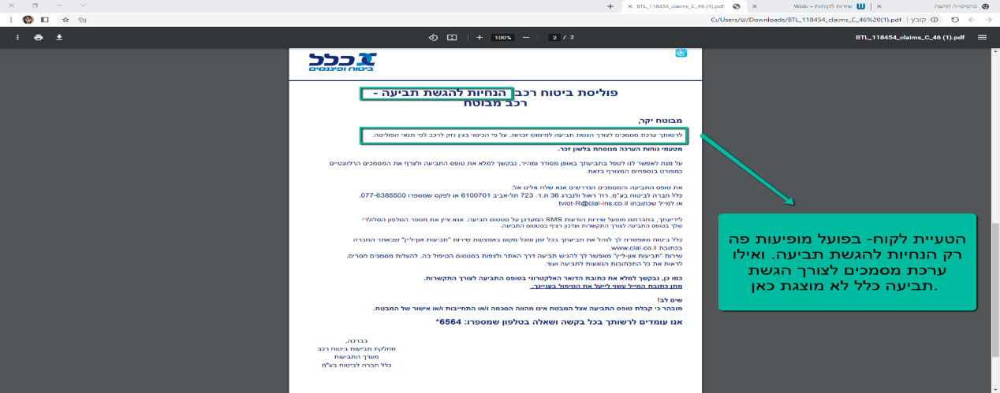 פרטיסייה חדשה
Wobi – שירות לקוחות
BTL_118454_claims_C_46 (1).pdf
קובץ | C:/Users/ש/Downloads/BTL_118454_claims_C_46%20(1).pdf
BTL_118454_claims_C_46 (1).pdf
2 / 2
100%
כלל
ביטוח ופיננסים
פוליסת ביטוח רכב הנחיות להגשת תביעה -
רכב מבוטח
מבוטח יקר,
לרשותך ערכת מסמכים לצורך הגשת תביעה למימוש זכויות, על פי הכיסוי בגין נזק לרכב לפי תנאי הפוליסה.
מטעמי נוחות הערכה מנוסחת בלשון זכר.
על מנת לאפשר לנו לטפל בתביעתך באופן מסודר ומהיר, נבקשך למלא את טופס התביעה ולצרף את המסמכים הרלוונטיים
כמפורט בנספחים המצורף בזאת.
את טופס התביעה והמסמכים הנדרשים אנא שלח אלינו אל:
כלל חברה לביטוח בע"מ. רח' ראול ולנברג 36 ת.ד. 723 תל-אביב 6100701 או לפקס שמספרו 077-6385500,
או למייל שכתובתו tviot-R@clal-ins.co.il
לידיעתך, בחברתנו מופעל שירות הודעות SMS המעדכן על סטטוס תביעה. אנא ציין את מספר הטלפון הסלולרי
שלך בטופס התביעה לצורך התקשרות ועדכון רציף בסטטוס התביעה.
כלל ביטוח מאפשרת לך לנהל את תביעתך בכל זמן ומכל מקום באמצעות שירות "תביעות און-ליין" שבאתר החברה
בכתובת www.clal.co.il.
שירות "תביעות און-ליין" מאפשר לך להגיש תביעה דרך האתר ולצפות בסטטוס הטיפול בה, להעלות מסמכים חסרים,
לראות את כל התכתובות הנוגעות לתביעה ועוד.
כמו כן, נבקשך למלא את כתובת הדואר האלקטרוני בטופס התביעה לצורך התקשרות.
מתן כתובת המייל עשוי לייעל את הטיפול בעניינך.
שים לב!
מובהר כי קבלת טופס התביעה אצל המבטח אינו מהווה הסכמה ו/או התחייבות ו/או אישור של המבטח.
אנו עומדים לרשותך בכל בקשה ושאלה בטלפון שמספרו: 6564*
בברכה,
מחלקת תביעות ביטוח רכב
מערך התביעות
כלל חברה לביטוח בע"מ
הטעיית לקוח- בפועל מופיעות פה
רק הנחיות להגשת תביעה. ואילו
ערכת מסמכים לצורך הגשת
תביעה כלל לא מוצגת כאן.